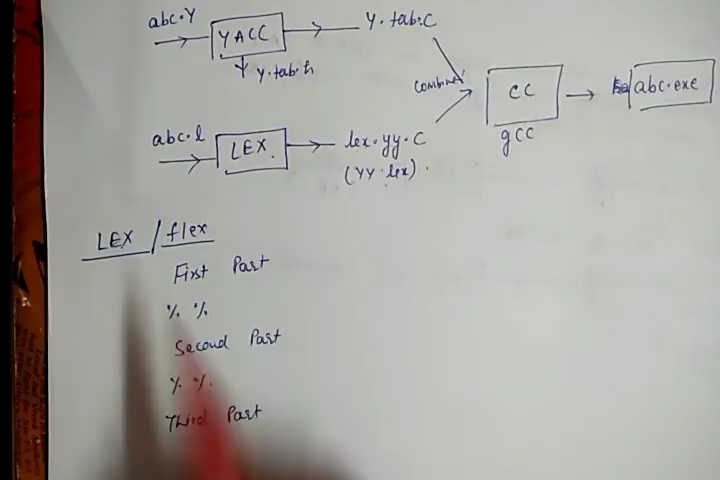 abc.Y
YACC
Y.tab.C
Y.tab.h
Combine
CC
gCC
abc.exe
abc.l
LEX.
lex.yy.C
(YY.lex).
LEX / flex
First Part
% %
Second Part
% %.
Third Part